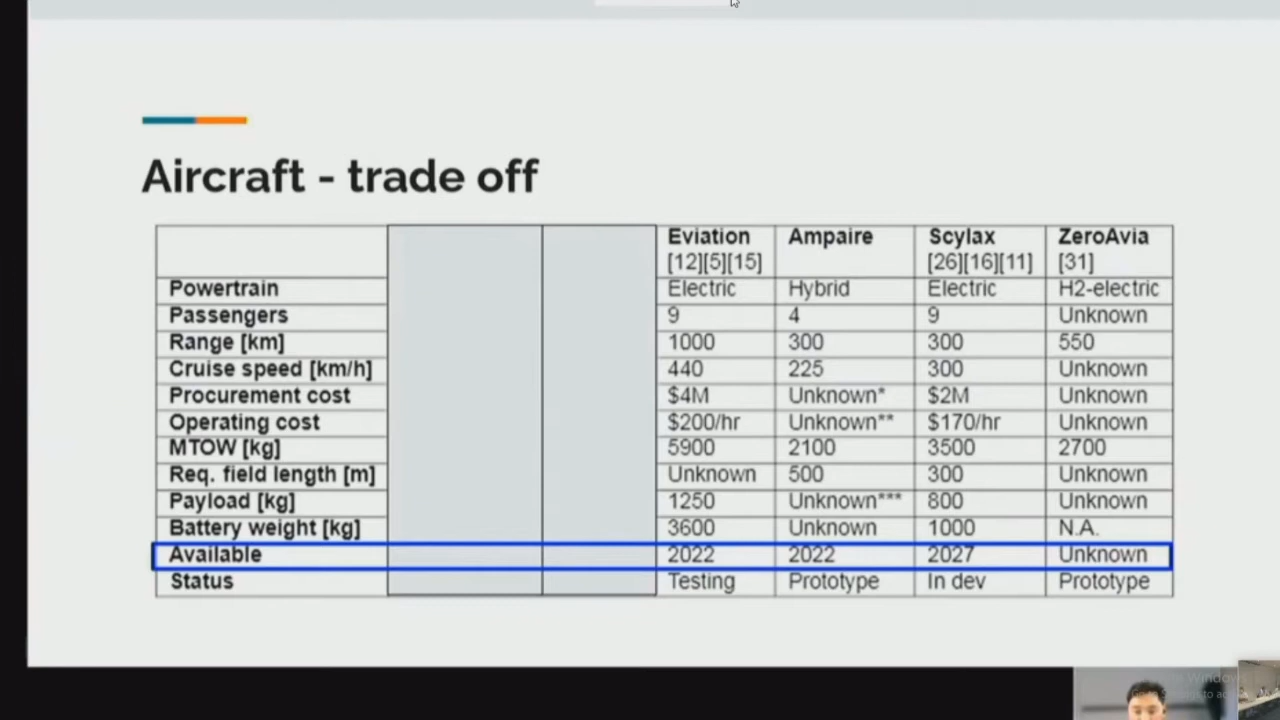 Aircraft - trade off
Eviation Ampaire Scylax ZeroAvia
[12][5][15] [26][16][11] [31]
Powertrain Electric Hybrid Electric H2-electric
Passengers 9 4 9 Unknown
Range [km] 1000 300 300 550
Cruise speed [km/h] 440 225 300 Unknown
Procurement cost $4M Unknown* $2M Unknown
Operating cost $200/hr Unknown** $170/hr Unknown
MTOW [kg] 5900 2100 3500 2700
Req. field length [m] Unknown 500 300 Unknown
Payload [kg] 1250 Unknown*** 800 Unknown
Battery weight [kg] 3600 Unknown 1000 N.A.
Available 2022 2022 2027 Unknown
Status Testing Prototype In dev Prototype